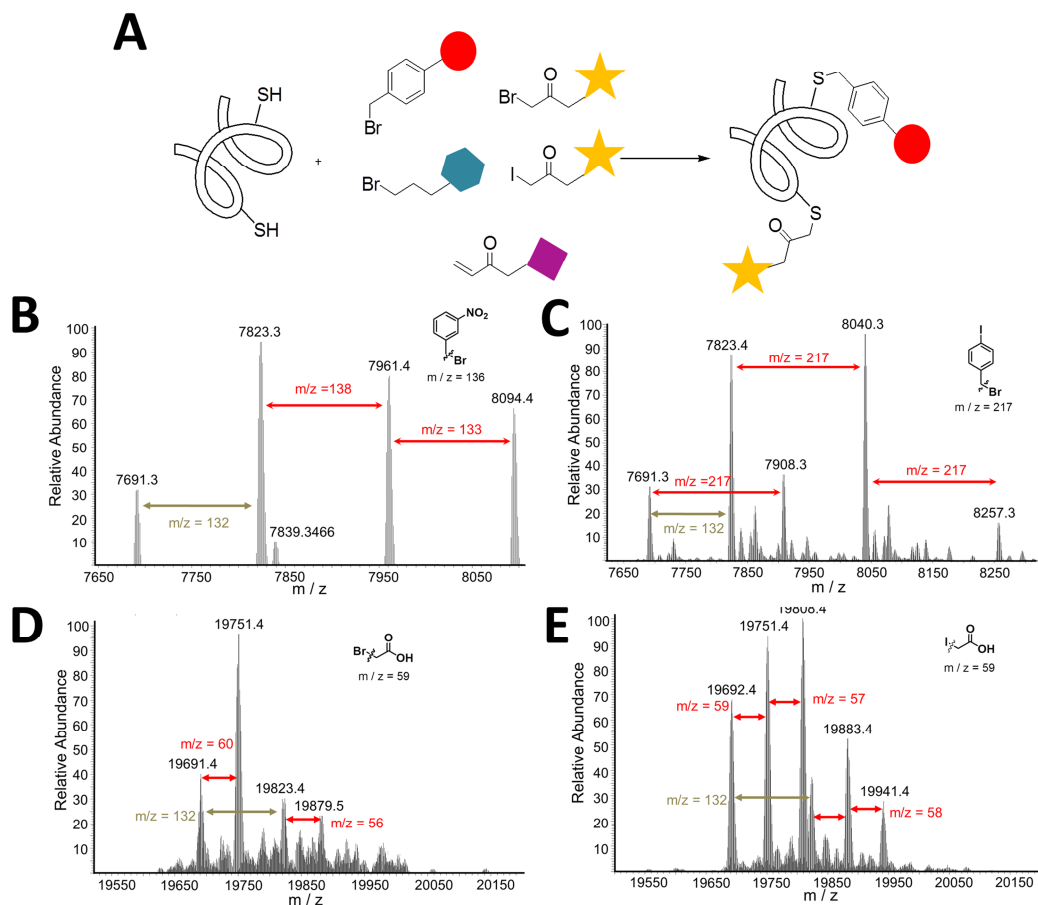 A
SH
SH
+
Br
Br
O
I
O
Br
O
S
S
O
B
Relative Abundance
100
90
80
70
60
50
40
30
20
10
7650
7750
7850
7950
8050
m / z
7691.3
7823.3
7839.3466
7961.4
8094.4
m/z = 132
m/z =138
m/z = 133
NO2
Br
m / z = 136
C
Relative Abundance
100
90
80
70
60
50
40
30
20
10
7650
7750
7850
7950
8050
8150
8250
m / z
7691.3
7823.4
7908.3
8040.3
8257.3
m/z = 217
m/z =217
m/z = 217
m/z = 132
I
Br
m / z = 217
D
Relative Abundance
100
90
80
70
60
50
40
30
20
10
19550
19650
19750
19850
19950
20050
20150
m / z
19691.4
19751.4
19823.4
19879.5
m/z = 60
m/z = 132
m/z = 56
Br
O
OH
m / z = 59
E
Relative Abundance
100
90
80
70
60
50
40
30
20
10
19550
19650
19750
19850
19950
20050
20150
m / z
19692.4
19751.4
19808.4
19883.4
19941.4
m/z = 59
m/z = 57
m/z = 132
m/z = 58
I
O
OH
m / z = 59